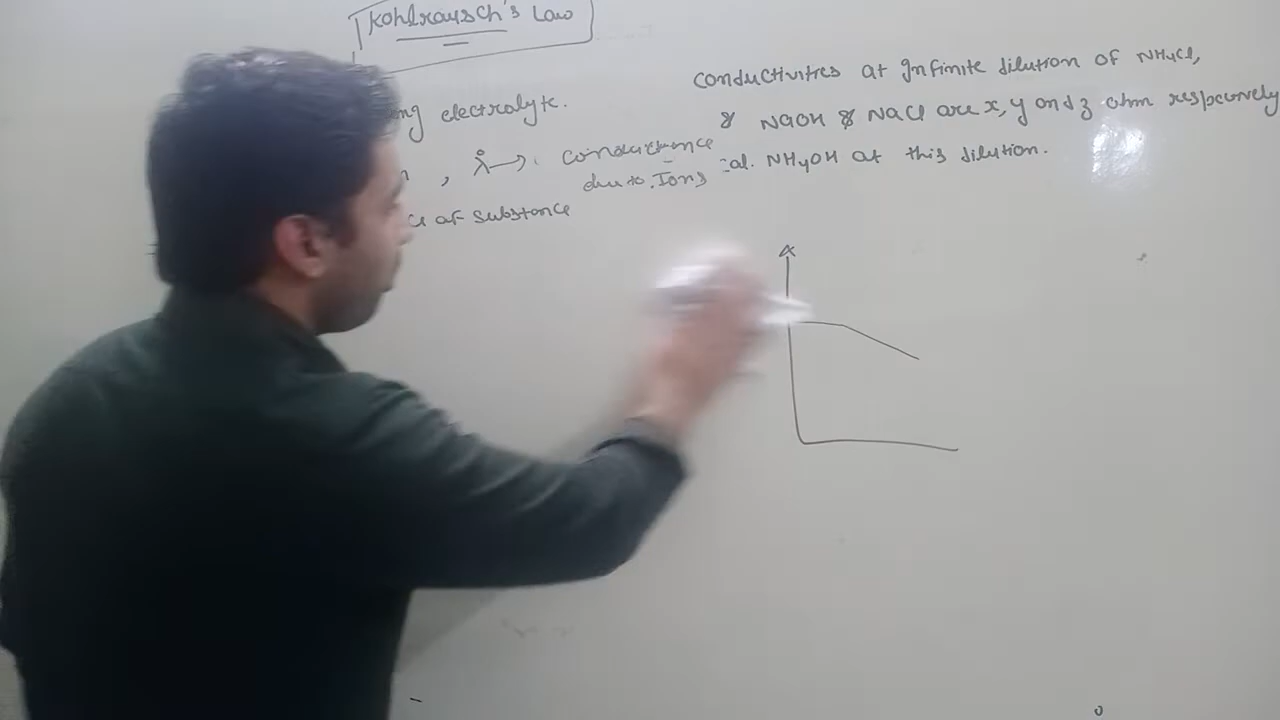 Kohlrausch's Law
electrolyte.
, λ° → conductance
due to Ions
of substance
conductivities at Infinite dilution of NH4Cl,
& NaOH & NaCl are x, y and z ohm respectively
cal. NH4OH at this dilution.